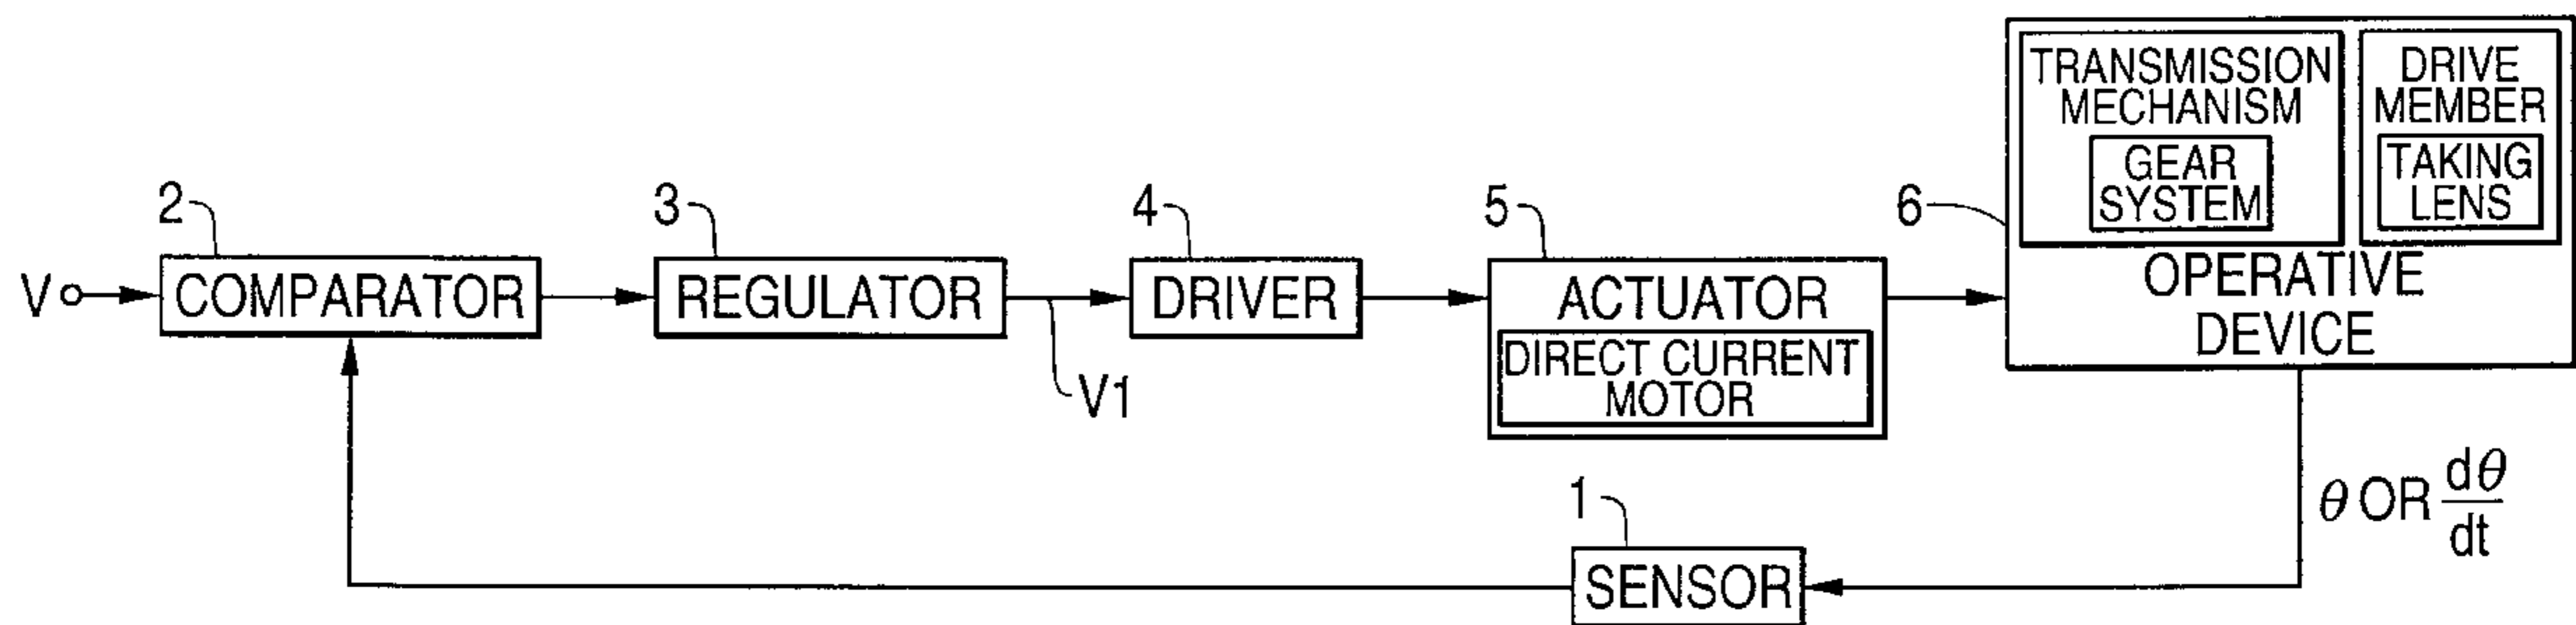 TRANSMISSION
MECHANISM
GEAR
SYSTEM
DRIVE
MEMBER
TAKING
LENS
OPERATIVE
DEVICE
6
2
3
4
5
V
COMPARATOR
REGULATOR
V1
DRIVER
ACTUATOR
DIRECT CURRENT
MOTOR
θ OR dθ/dt
1
SENSOR